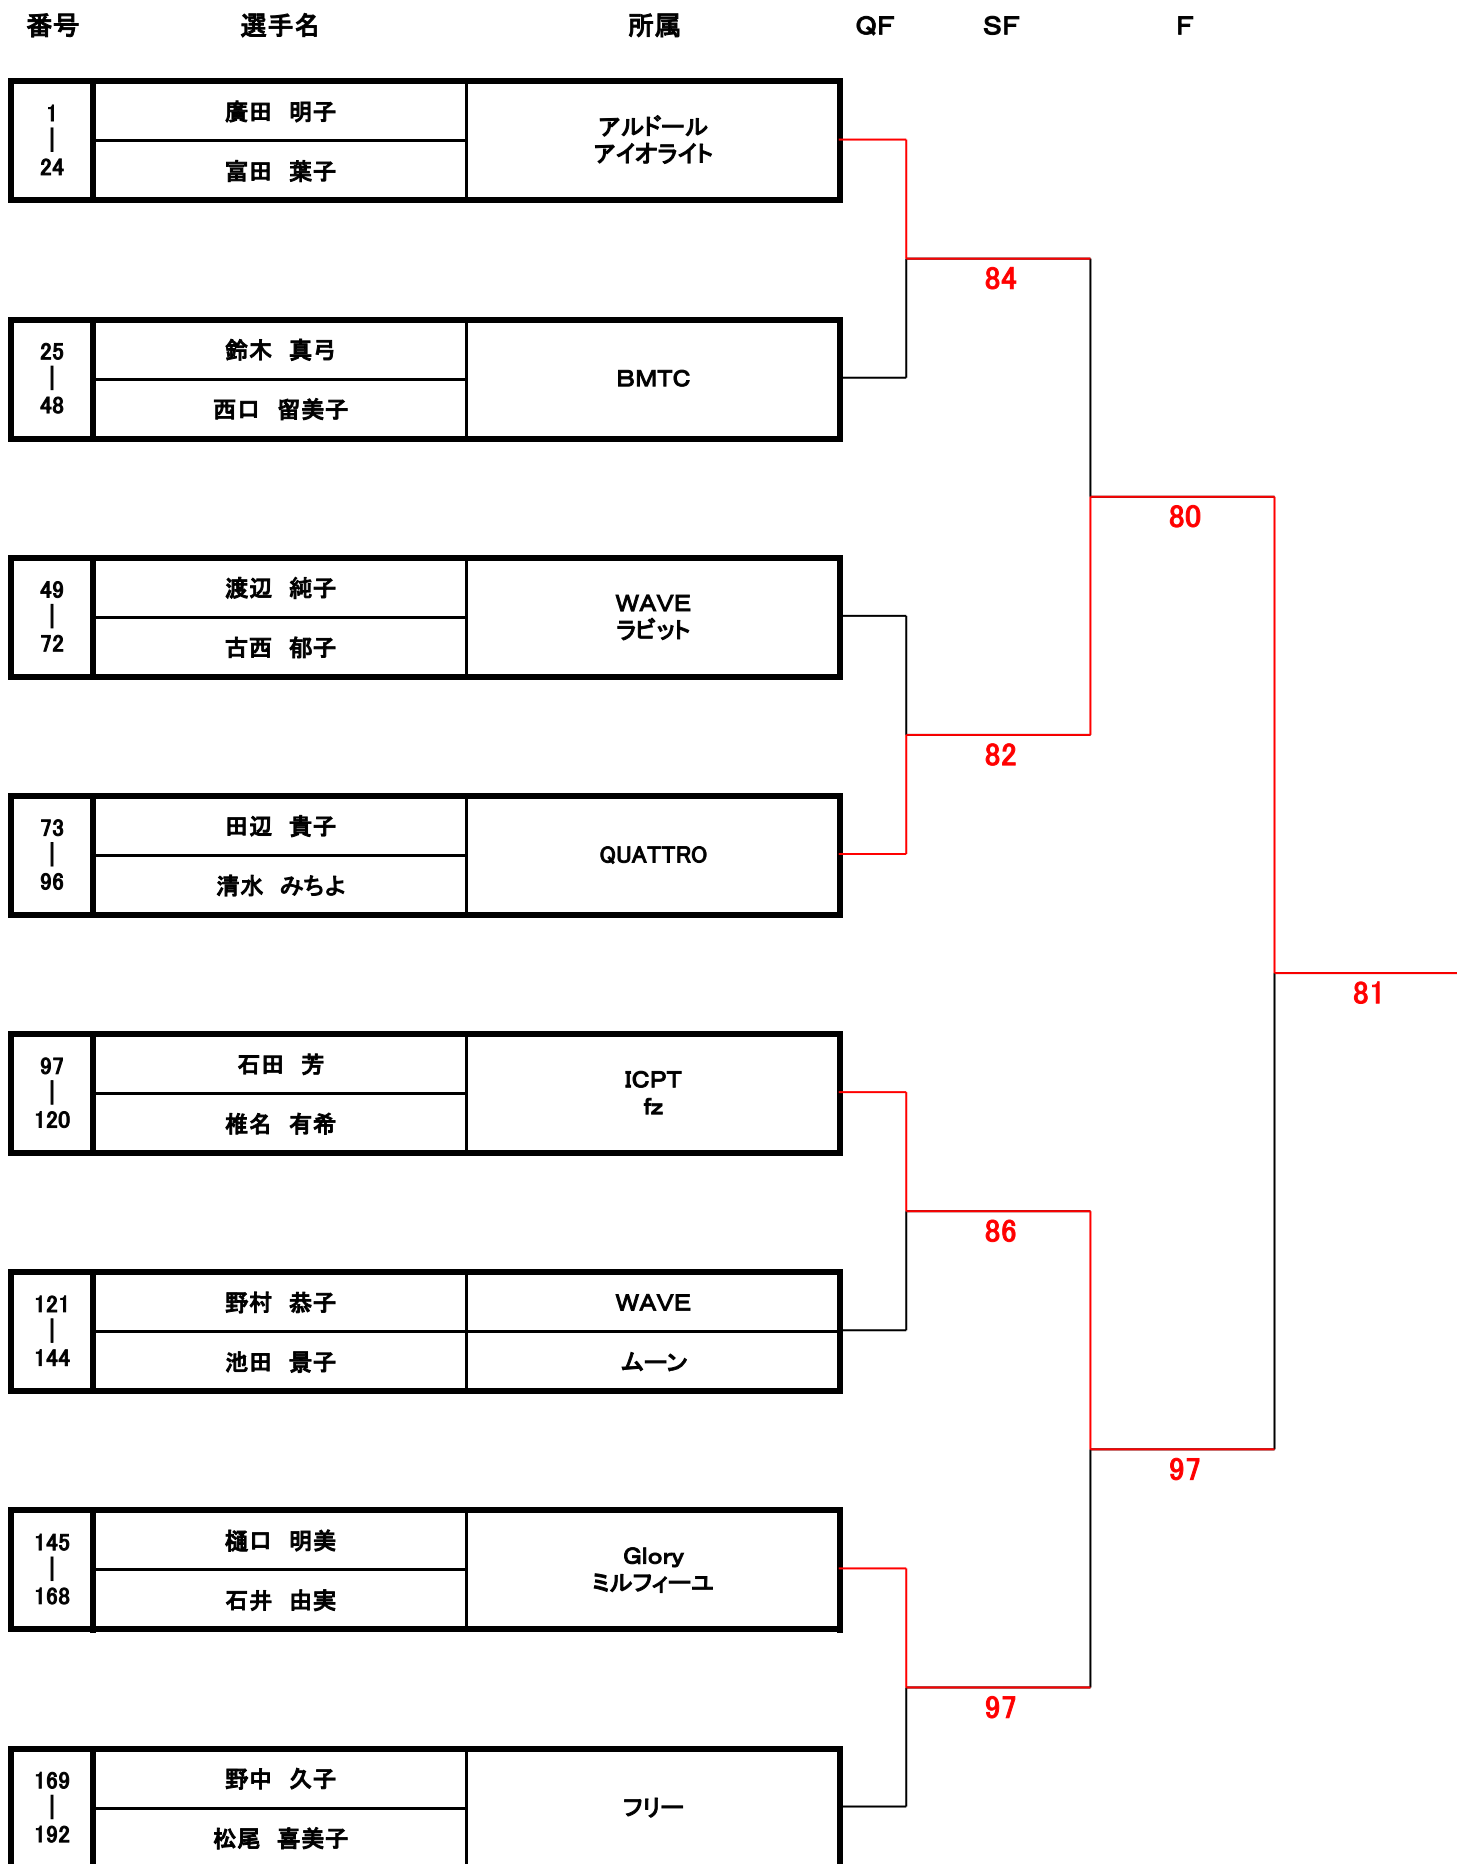 番号 選手名 所属 QF SF F
1
|
24
廣田 明子
富田 葉子
アルドール
アイオライト
84
25
|
48
鈴木 真弓
西口 留美子
BMTC
80
49
|
72
渡辺 純子
古西 郁子
WAVE
ラビット
82
73
|
96
田辺 貴子
清水 みちよ
QUATTRO
81
97
|
120
石田 芳
椎名 有希
ICPT
fz
86
121
|
144
野村 恭子
池田 景子
WAVE
ムーン
97
145
|
168
樋口 明美
石井 由実
Glory
ミルフィーユ
97
169
|
192
野中 久子
松尾 喜美子
フリー